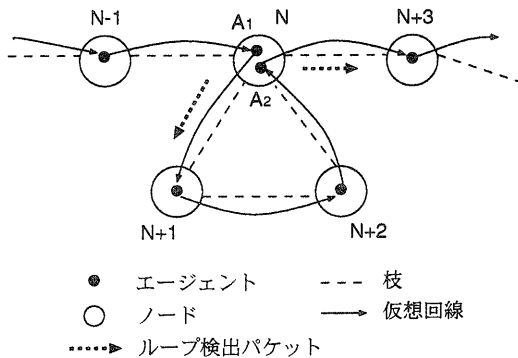 N-1
A1
N
N+3
A2
N+1
N+2
エージェント
枝
ノード
仮想回線
ループ検出パケット